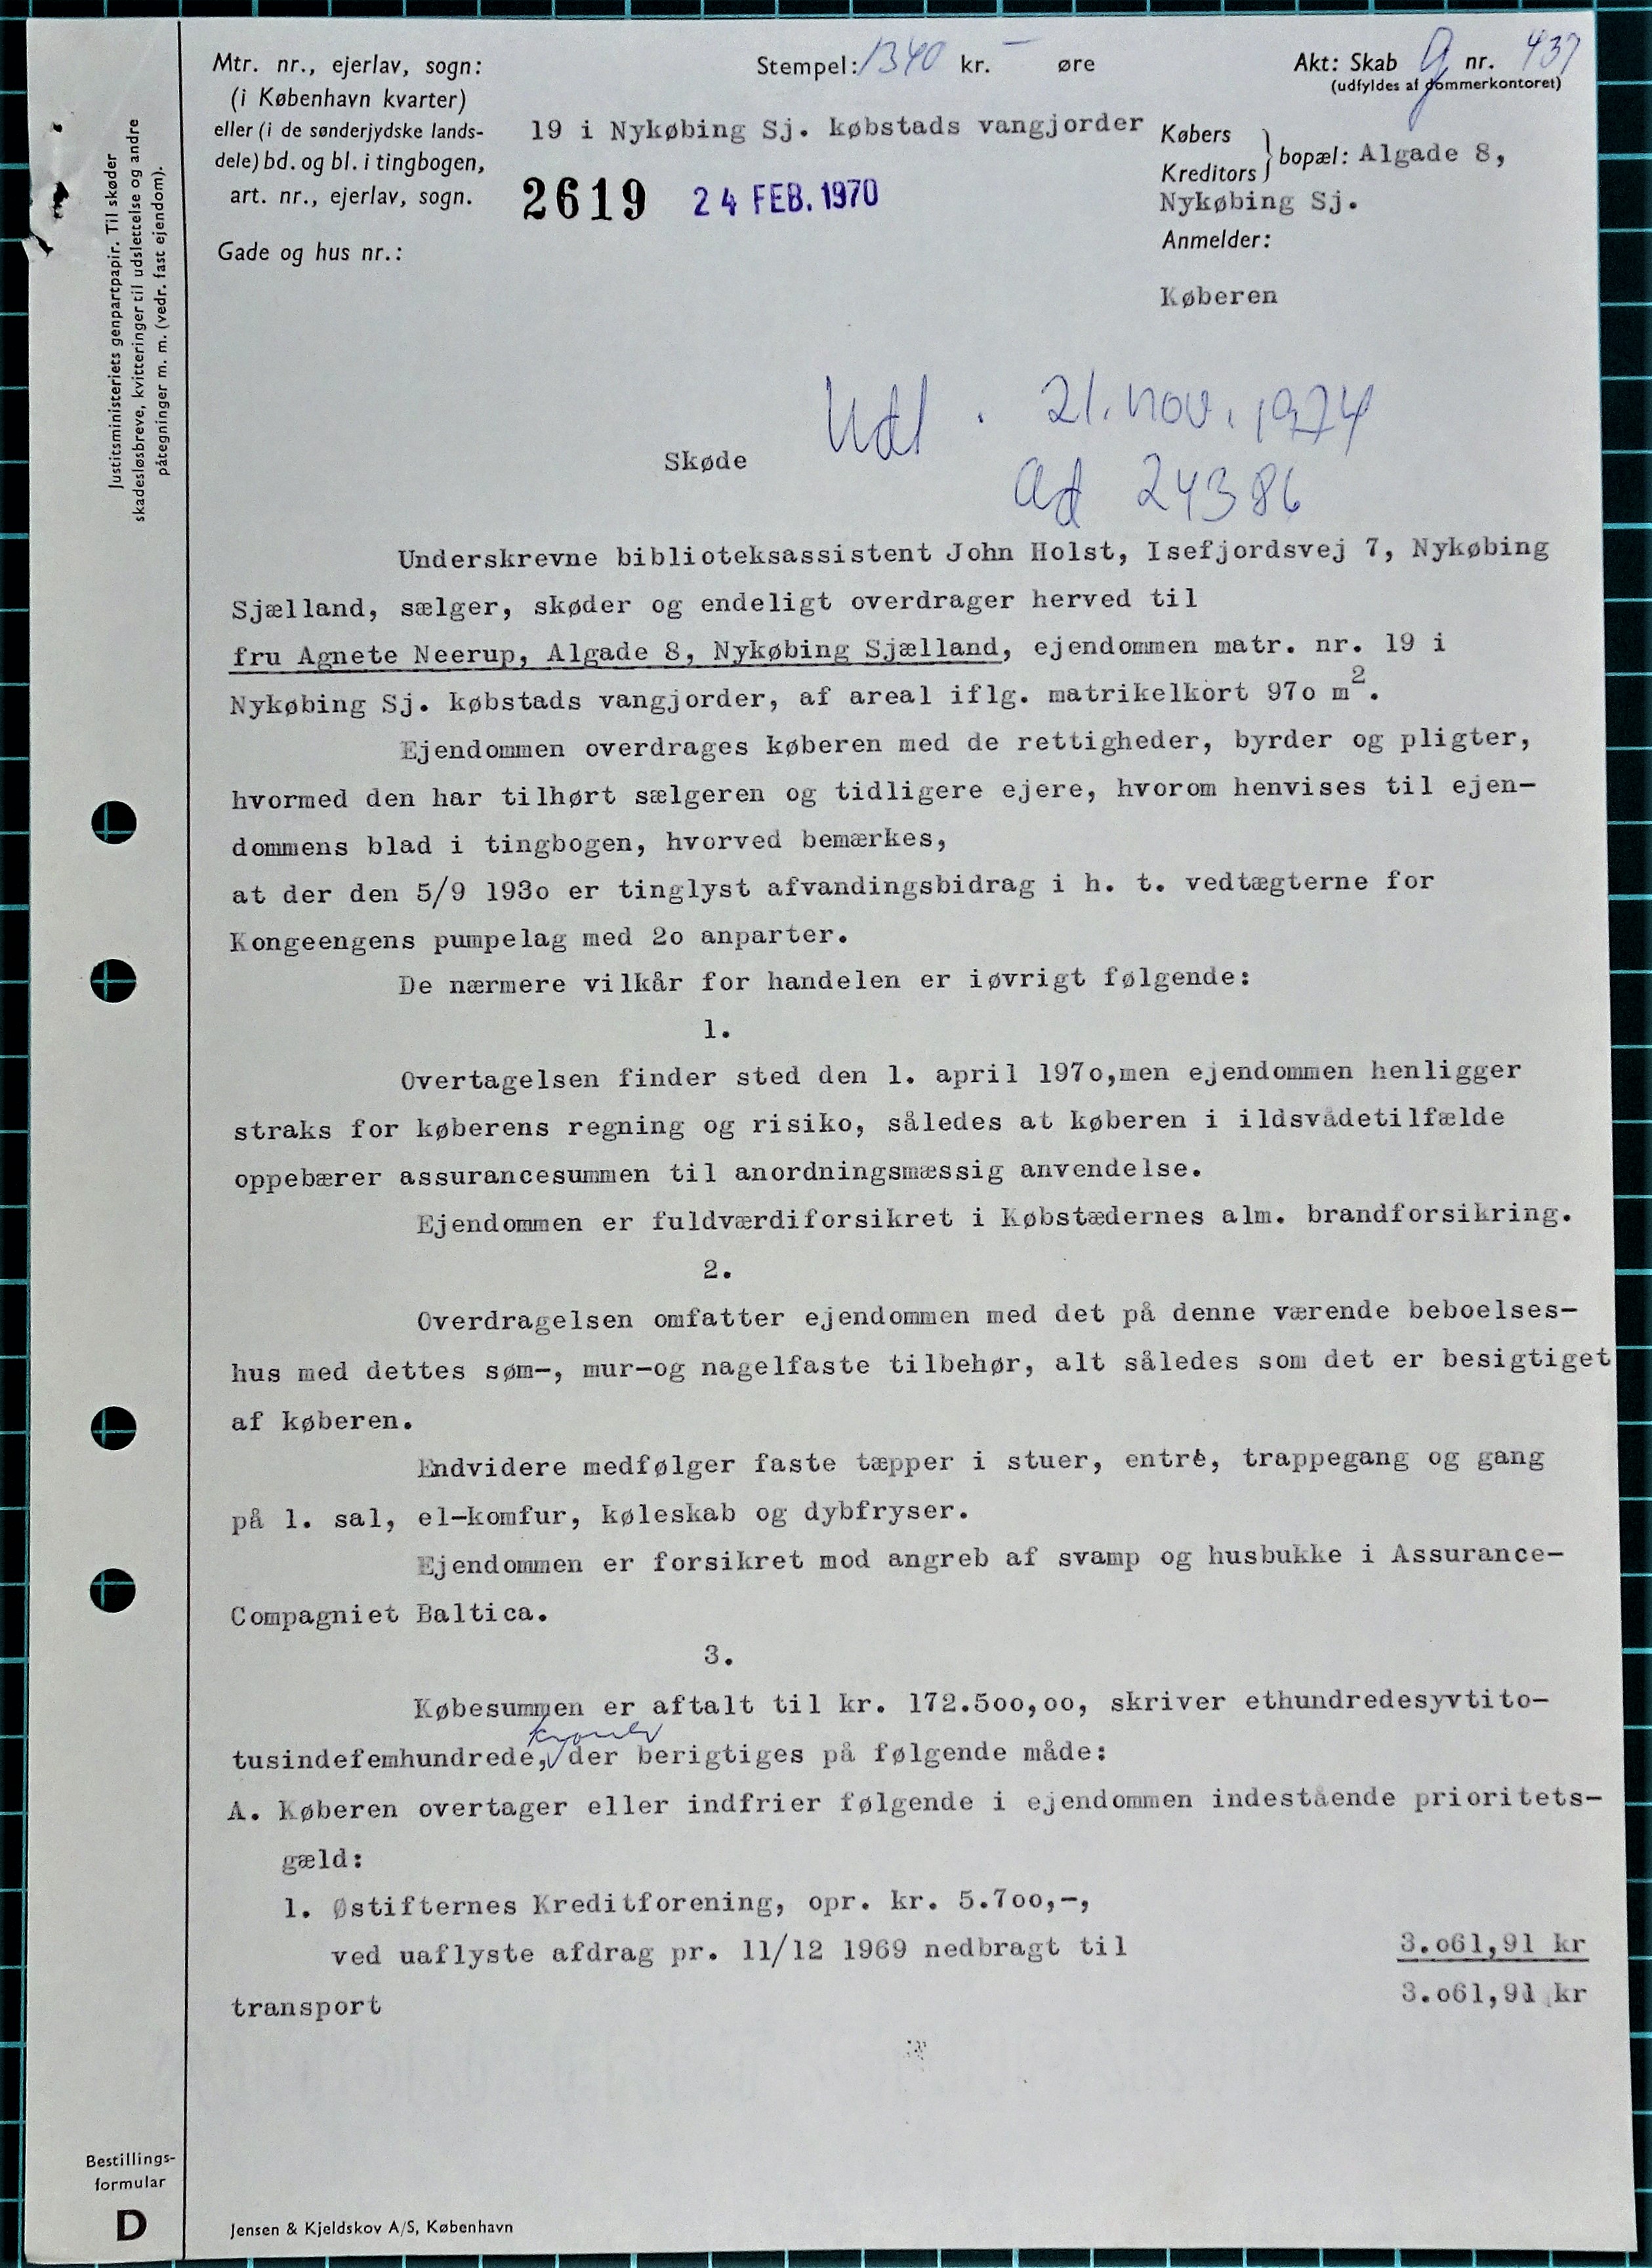 Mtr. nr., ejerlav, sogn:
(i København kvarter)
eller (i de sønderjydske lands-
dele) bd. og bl. i tingbogen,
art. nr., ejerlav, sogn.
Gade og hus nr.:
Stempel: 1340 kr. — øre
19 i Nykøbing Sj. købstads vangjorder
2619 24 FEB. 1970
Akt: Skab g nr. 437
(udfyldes af dommerkontoret)
Købers
Kreditors } bopæl: Algade 8,
Nykøbing Sj.
Anmelder:
Køberen
Justitsministeriets genpartpapir. Til skøder
skadesløsbreve, kvitteringer til udslettelse og andre
påtegninger m. m. (vedr. fast ejendom).
Udl. 21. nov. 1974
Skøde
ad 24386
Underskrevne biblioteksassistent John Holst, Isefjordsvej 7, Nykøbing
Sjælland, sælger, skøder og endeligt overdrager herved til
fru Agnete Neerup, Algade 8, Nykøbing Sjælland, ejendommen matr. nr. 19 i
Nykøbing Sj. købstads vangjorder, af areal iflg. matrikelkort 97o m².
Ejendommen overdrages køberen med de rettigheder, byrder og pligter,
hvormed den har tilhørt sælgeren og tidligere ejere, hvorom henvises til ejen-
dommens blad i tingbogen, hvorved bemærkes,
at der den 5/9 193o er tinglyst afvandingsbidrag i h. t. vedtægterne for
Kongeengens pumpelag med 2o anparter.
De nærmere vilkår for handelen er iøvrigt følgende:
1.
Overtagelsen finder sted den 1. april 197o,men ejendommen henligger
straks for køberens regning og risiko, således at køberen i ildsvådetilfælde
oppebærer assurancesummen til anordningsmæssig anvendelse.
Ejendommen er fuldværdiforsikret i Købstædernes alm. brandforsikring.
2.
Overdragelsen omfatter ejendommen med det på denne værende beboelses-
hus med dettes søm-, mur-og nagelfaste tilbehør, alt således som det er besigtiget
af køberen.
Endvidere medfølger faste tæpper i stuer, entré, trappegang og gang
på 1. sal, el-komfur, køleskab og dybfryser.
Ejendommen er forsikret mod angreb af svamp og husbukke i Assurance-
Compagniet Baltica.
3.
Købesummen er aftalt til kr. 172.5oo,oo, skriver ethundredesyvtito-
kroner
tusindefemhundrede, der berigtiges på følgende måde:
A. Køberen overtager eller indfrier følgende i ejendommen indestående prioritets-
gæld:
1. Østifternes Kreditforening, opr. kr. 5.7oo,-,
ved uaflyste afdrag pr. 11/12 1969 nedbragt til 3.o61,91 kr
transport 3.o61,91 kr
Bestillings-
formular
D
Jensen & Kjeldskov A/S, København